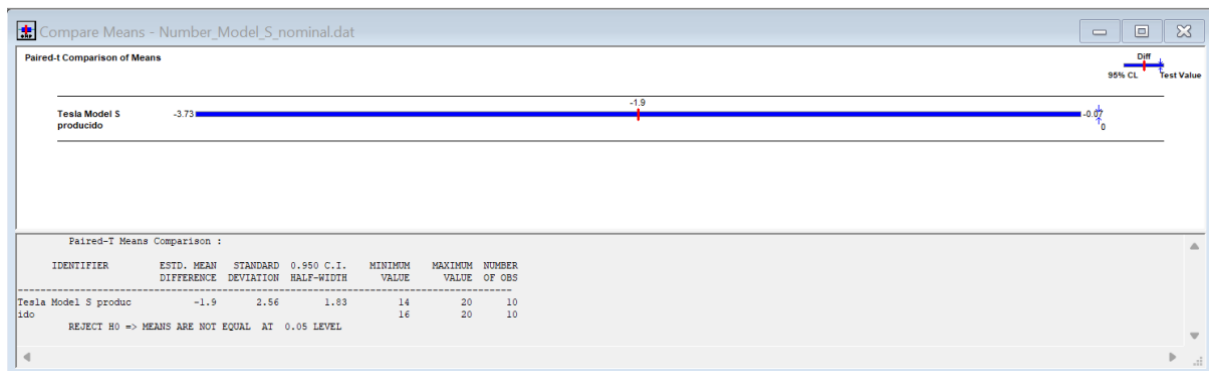 Compare Means - Number_Model_S_nominal.dat
Paired-t Comparison of Means
Diff
95% CL Test Value
-1.9
Tesla Model S -3.73 -0.07
producido 0
Paired-T Means Comparison :
IDENTIFIER ESTD. MEAN STANDARD 0.950 C.I. MINIMUM MAXIMUM NUMBER
DIFFERENCE DEVIATION HALF-WIDTH VALUE VALUE OF OBS
Tesla Model S produc -1.9 2.56 1.83 14 20 10
ido 16 20 10
REJECT H0 => MEANS ARE NOT EQUAL AT 0.05 LEVEL